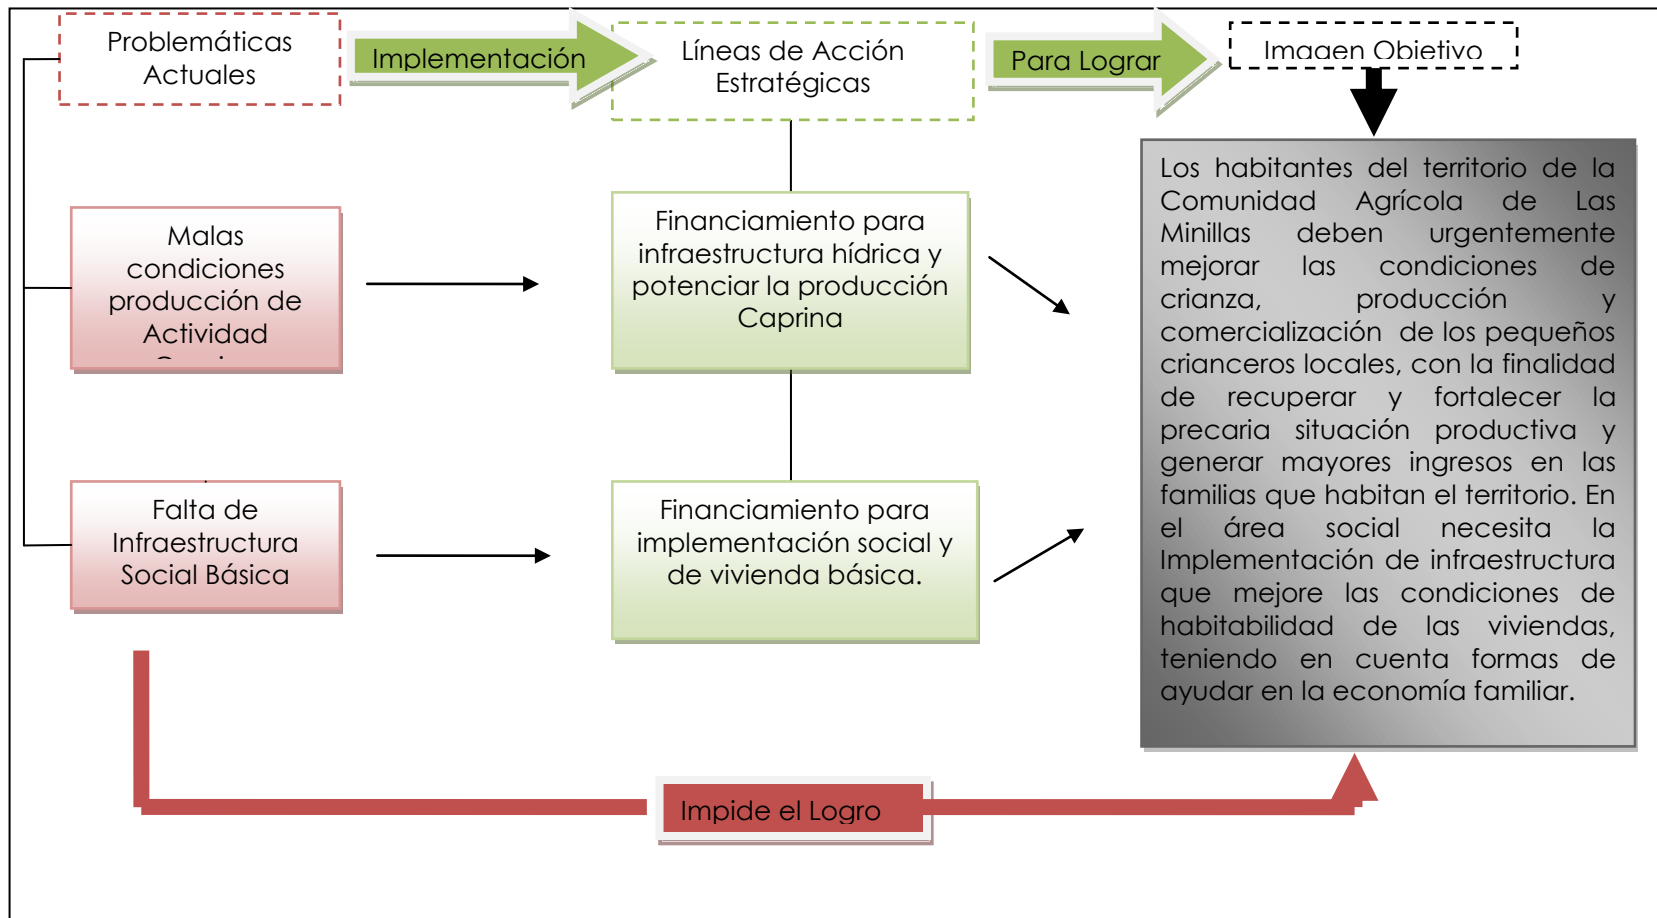 Problemáticas
Actuales
Implementación
Líneas de Acción
Estratégicas
Para Lograr
Imagen Objetivo
Malas
condiciones
producción de
Actividad
Financiamiento para
infraestructura hídrica y
potenciar la producción
Caprina
Los habitantes del territorio de la
Comunidad Agrícola de Las
Minillas deben urgentemente
mejorar las condiciones de
crianza, producción y
comercialización de los pequeños
crianceros locales, con la finalidad
de recuperar y fortalecer la
precaria situación productiva y
generar mayores ingresos en las
familias que habitan el territorio. En
el área social necesita la
Implementación de infraestructura
que mejore las condiciones de
habitabilidad de las viviendas,
teniendo en cuenta formas de
ayudar en la economía familiar.
Falta de
Infraestructura
Social Básica
Financiamiento para
implementación social y
de vivienda básica.
Impide el Logro